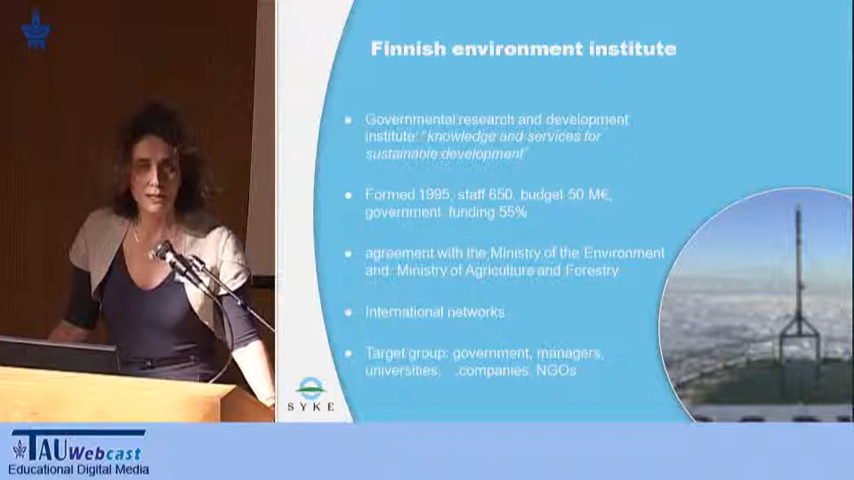 Finnish environment institute
Governmental research and development
institute: "knowledge and services for
sustainable development"
Formed 1995, staff 650, budget 50 M€,
government funding 55%
agreement with the Ministry of the Environment
and Ministry of Agriculture and Forestry
International networks
Target group: government, managers,
universities, .companies, NGOs
SYKE
TAU Webcast
Educational Digital Media